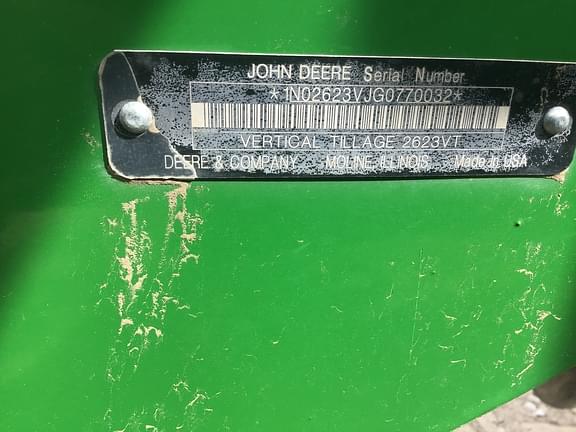 JOHN DEERE Serial Number
*1N02623VJG0770032*
VERTICAL TILLAGE 2623VT
DEERE & COMPANY MOLINE, ILLINOIS Made in USA